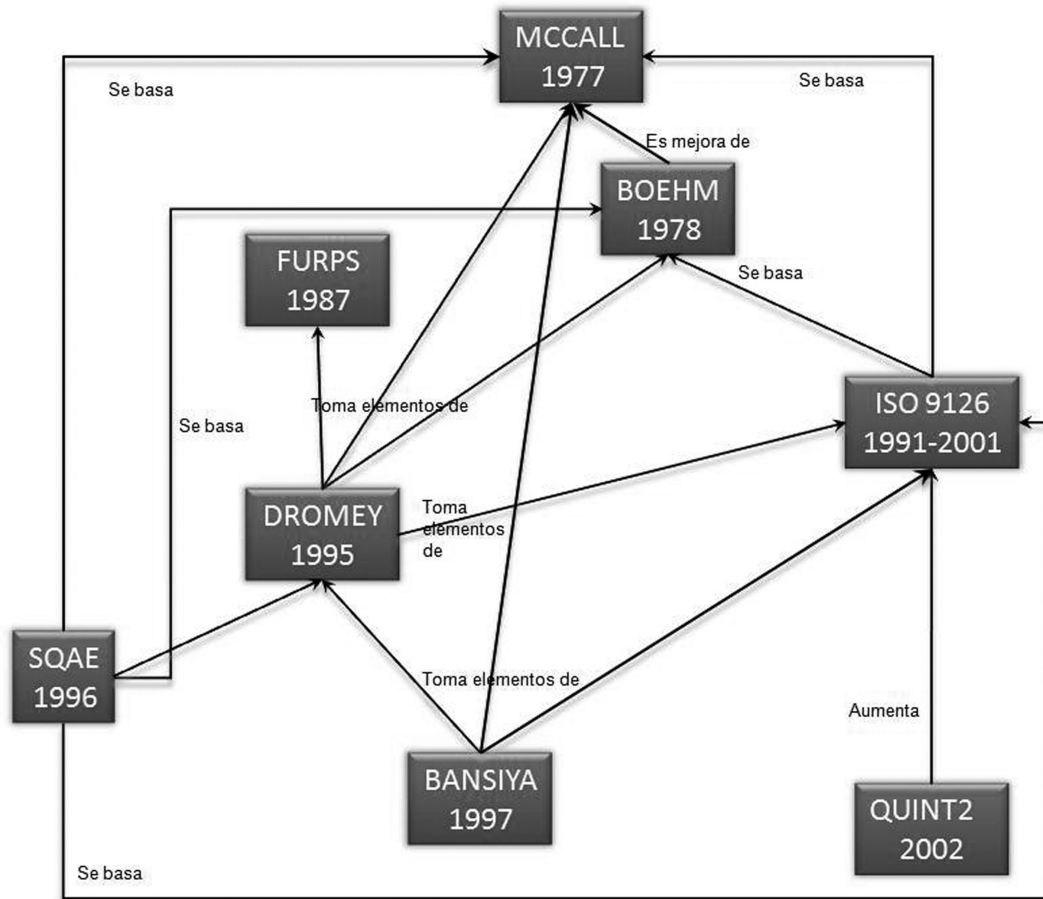 MCCALL
1977
Se basa
Se basa
Es mejora de
BOEHM
1978
FURPS
1987
Se basa
Toma elementos de
Se basa
ISO 9126
1991-2001
DROMEY
1995
Toma
elementos
de
SQAE
1996
Toma elementos de
Aumenta
BANSIYA
1997
QUINT2
2002
Se basa